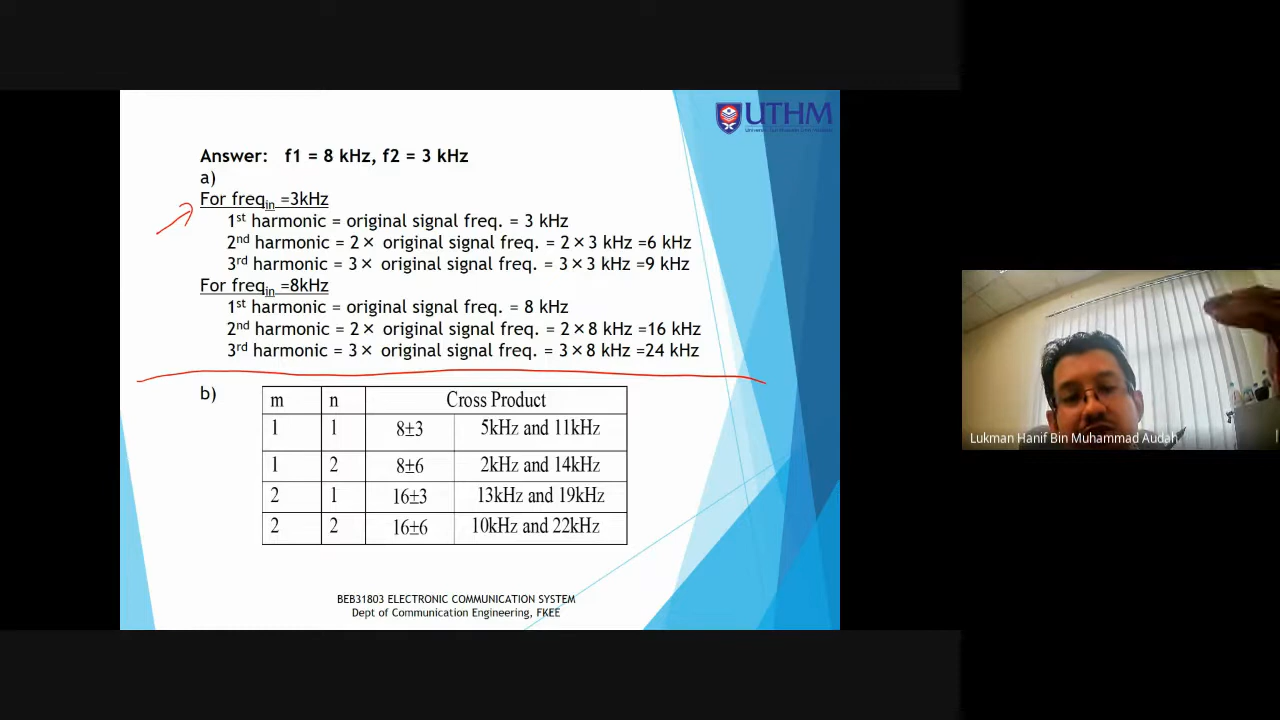 UTHM
Answer: f1 = 8 kHz, f2 = 3 kHz
a)
For freqin =3kHz
1st harmonic = original signal freq. = 3 kHz
2nd harmonic = 2× original signal freq. = 2×3 kHz =6 kHz
3rd harmonic = 3× original signal freq. = 3×3 kHz =9 kHz
For freqin =8kHz
1st harmonic = original signal freq. = 8 kHz
2nd harmonic = 2× original signal freq. = 2×8 kHz =16 kHz
3rd harmonic = 3× original signal freq. = 3×8 kHz =24 kHz
b)
m n Cross Product
1 1 8±3 5kHz and 11kHz
1 2 8±6 2kHz and 14kHz
2 1 16±3 13kHz and 19kHz
2 2 16±6 10kHz and 22kHz
BEB31803 ELECTRONIC COMMUNICATION SYSTEM
Dept of Communication Engineering, FKEE
Lukman Hanif Bin Muhammad Audah